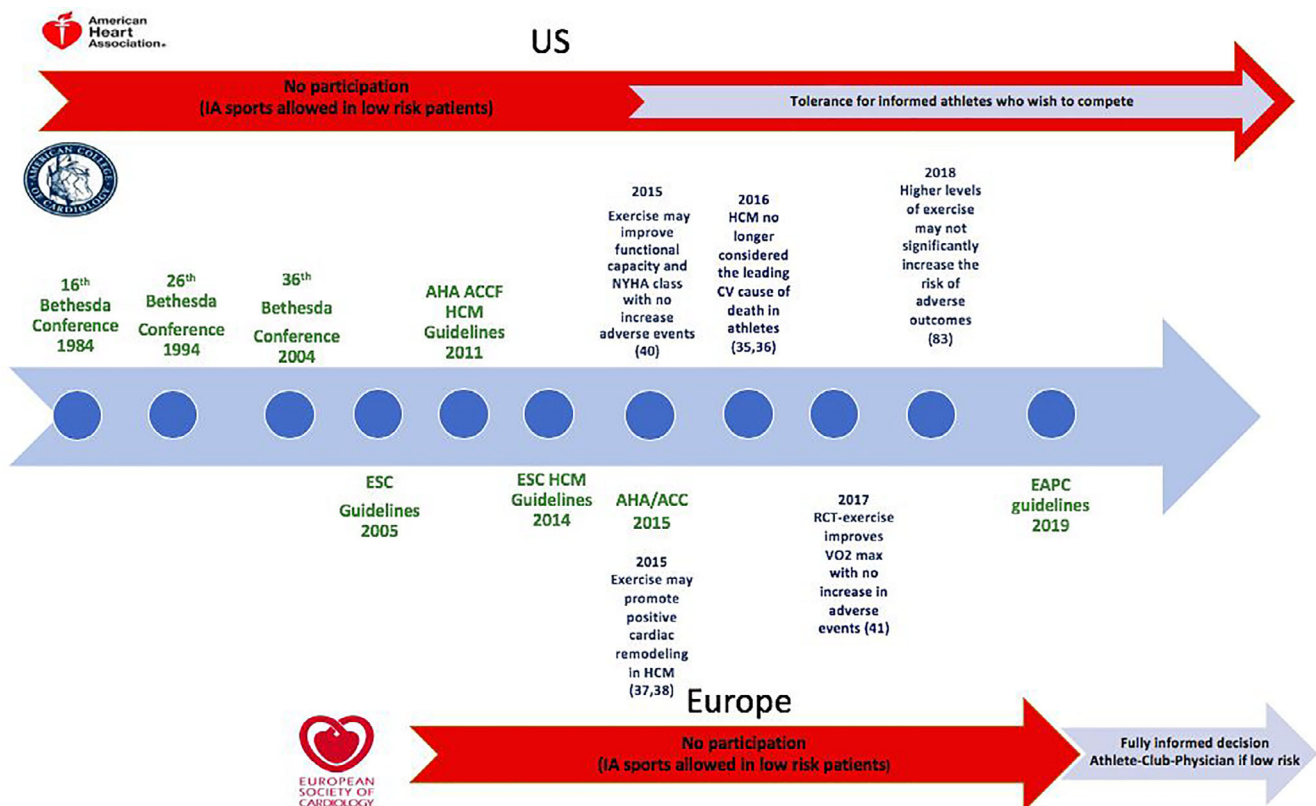 American
Heart
Association®
US
No participation
(IA sports allowed in low risk patients)
Tolerance for informed athletes who wish to compete
AMERICAN COLLEGE
OF CARDIOLOGY
16th
Bethesda
Conference
1984
26th
Bethesda
Conference
1994
36th
Bethesda
Conference
2004
AHA ACCF
HCM
Guidelines
2011
2015
Exercise may
improve
functional
capacity and
NYHA class
with no
increase
adverse events
(40)
2016
HCM no
longer
considered
the leading
CV cause of
death in
athletes
(35,36)
2018
Higher levels
of exercise
may not
significantly
increase the
risk of
adverse
outcomes
(83)
ESC
Guidelines
2005
ESC HCM
Guidelines
2014
AHA/ACC
2015
2015
Exercise may
promote
positive
cardiac
remodeling
in HCM
(37,38)
2017
RCT-exercise
improves
VO2 max
with no
increase in
adverse
events (41)
EAPC
guidelines
2019
Europe
EUROPEAN
SOCIETY OF
CARDIOLOGY
No participation
(IA sports allowed in low risk patients)
Fully informed decision
Athlete-Club-Physician if low risk